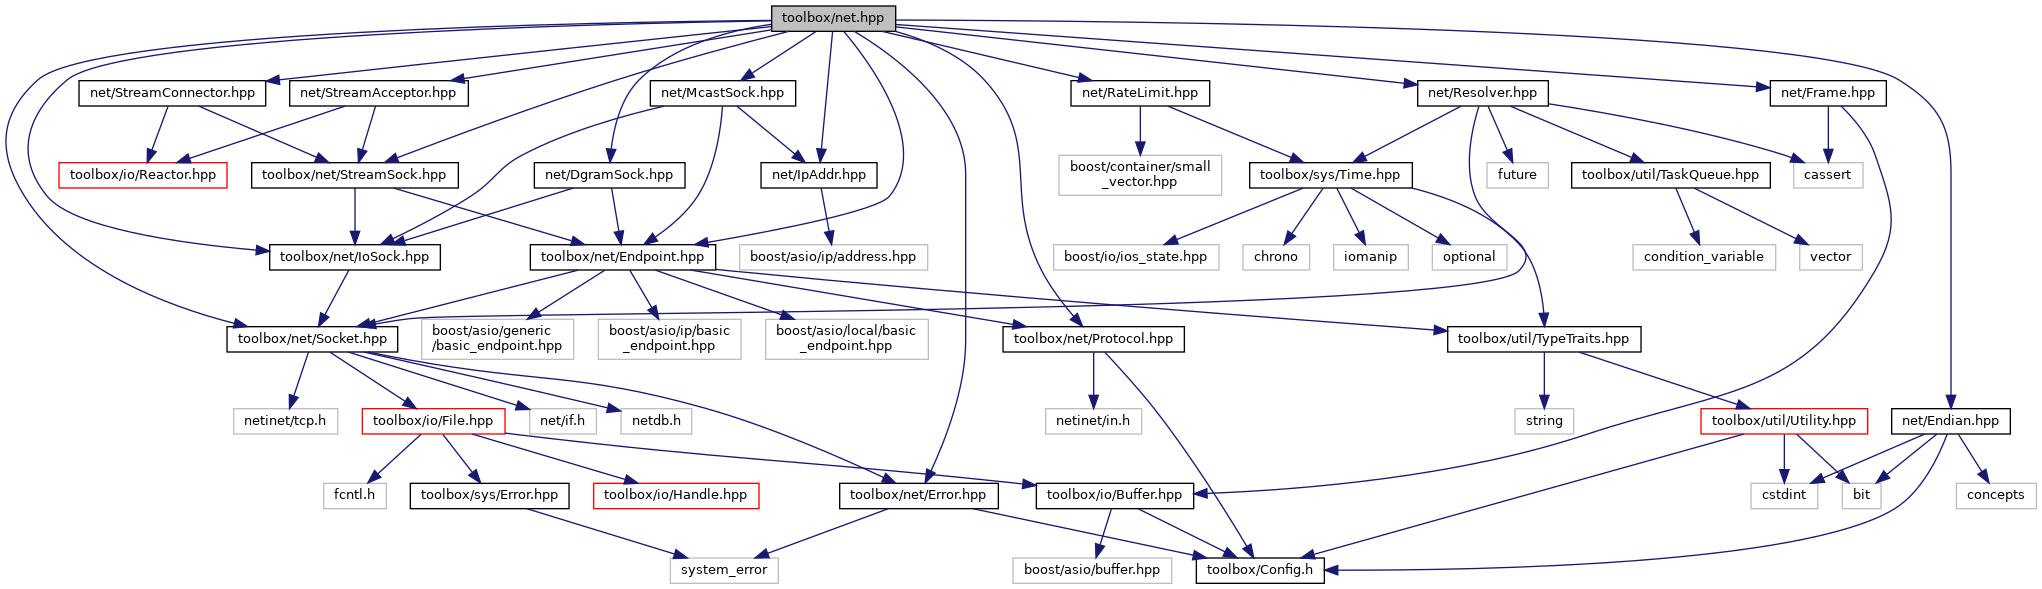 toolbox/net.hpp
net/StreamConnector.hpp
net/StreamAcceptor.hpp
net/McastSock.hpp
net/RateLimit.hpp
net/Resolver.hpp
net/Frame.hpp
toolbox/io/Reactor.hpp
toolbox/net/StreamSock.hpp
net/DgramSock.hpp
net/IpAddr.hpp
boost/container/small
_vector.hpp
toolbox/sys/Time.hpp
future
toolbox/util/TaskQueue.hpp
cassert
toolbox/net/IoSock.hpp
toolbox/net/Endpoint.hpp
boost/asio/ip/address.hpp
boost/io/ios_state.hpp
chrono
iomanip
optional
condition_variable
vector
toolbox/net/Socket.hpp
boost/asio/generic
/basic_endpoint.hpp
boost/asio/ip/basic
_endpoint.hpp
boost/asio/local/basic
_endpoint.hpp
toolbox/net/Protocol.hpp
toolbox/util/TypeTraits.hpp
netinet/tcp.h
toolbox/io/File.hpp
net/if.h
netdb.h
netinet/in.h
string
toolbox/util/Utility.hpp
net/Endian.hpp
fcntl.h
toolbox/sys/Error.hpp
toolbox/io/Handle.hpp
toolbox/net/Error.hpp
toolbox/io/Buffer.hpp
cstdint
bit
concepts
system_error
boost/asio/buffer.hpp
toolbox/Config.h